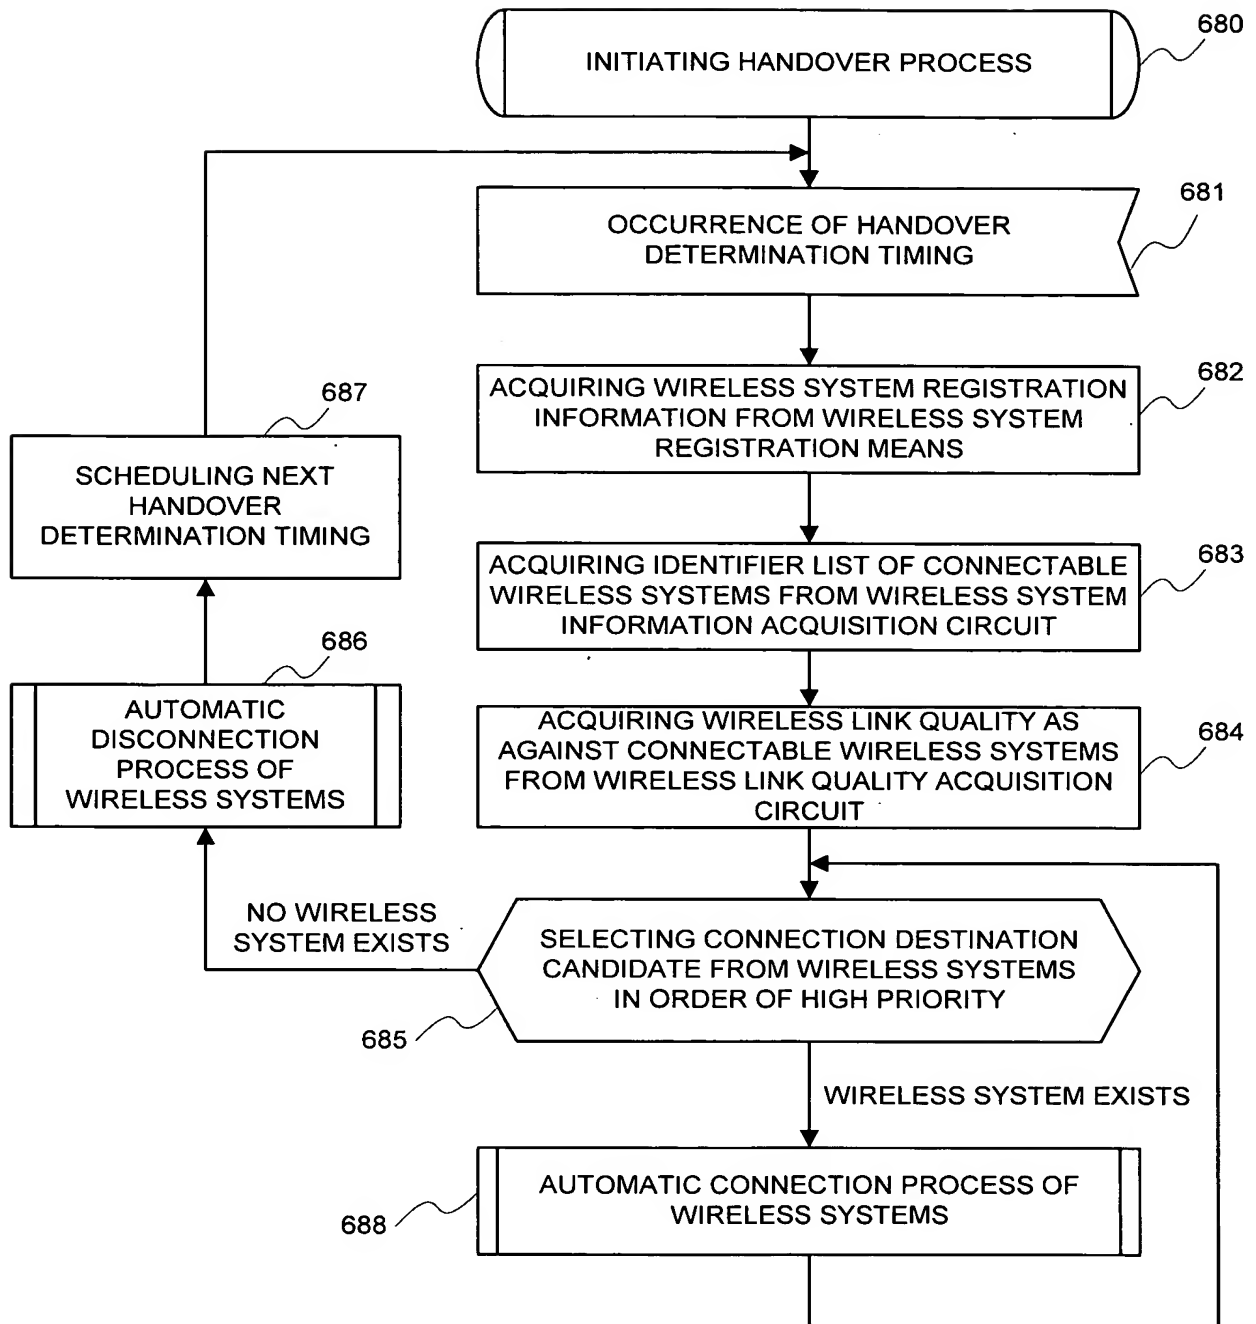 INITIATING HANDOVER PROCESS
680
OCCURRENCE OF HANDOVER
DETERMINATION TIMING
681
ACQUIRING WIRELESS SYSTEM REGISTRATION
INFORMATION FROM WIRELESS SYSTEM
REGISTRATION MEANS
682
687
SCHEDULING NEXT
HANDOVER
DETERMINATION TIMING
ACQUIRING IDENTIFIER LIST OF CONNECTABLE
WIRELESS SYSTEMS FROM WIRELESS SYSTEM
INFORMATION ACQUISITION CIRCUIT
683
686
AUTOMATIC
DISCONNECTION
PROCESS OF
WIRELESS SYSTEMS
ACQUIRING WIRELESS LINK QUALITY AS
AGAINST CONNECTABLE WIRELESS SYSTEMS
FROM WIRELESS LINK QUALITY ACQUISITION
CIRCUIT
684
NO WIRELESS
SYSTEM EXISTS
SELECTING CONNECTION DESTINATION
CANDIDATE FROM WIRELESS SYSTEMS
IN ORDER OF HIGH PRIORITY
685
WIRELESS SYSTEM EXISTS
AUTOMATIC CONNECTION PROCESS OF
WIRELESS SYSTEMS
688